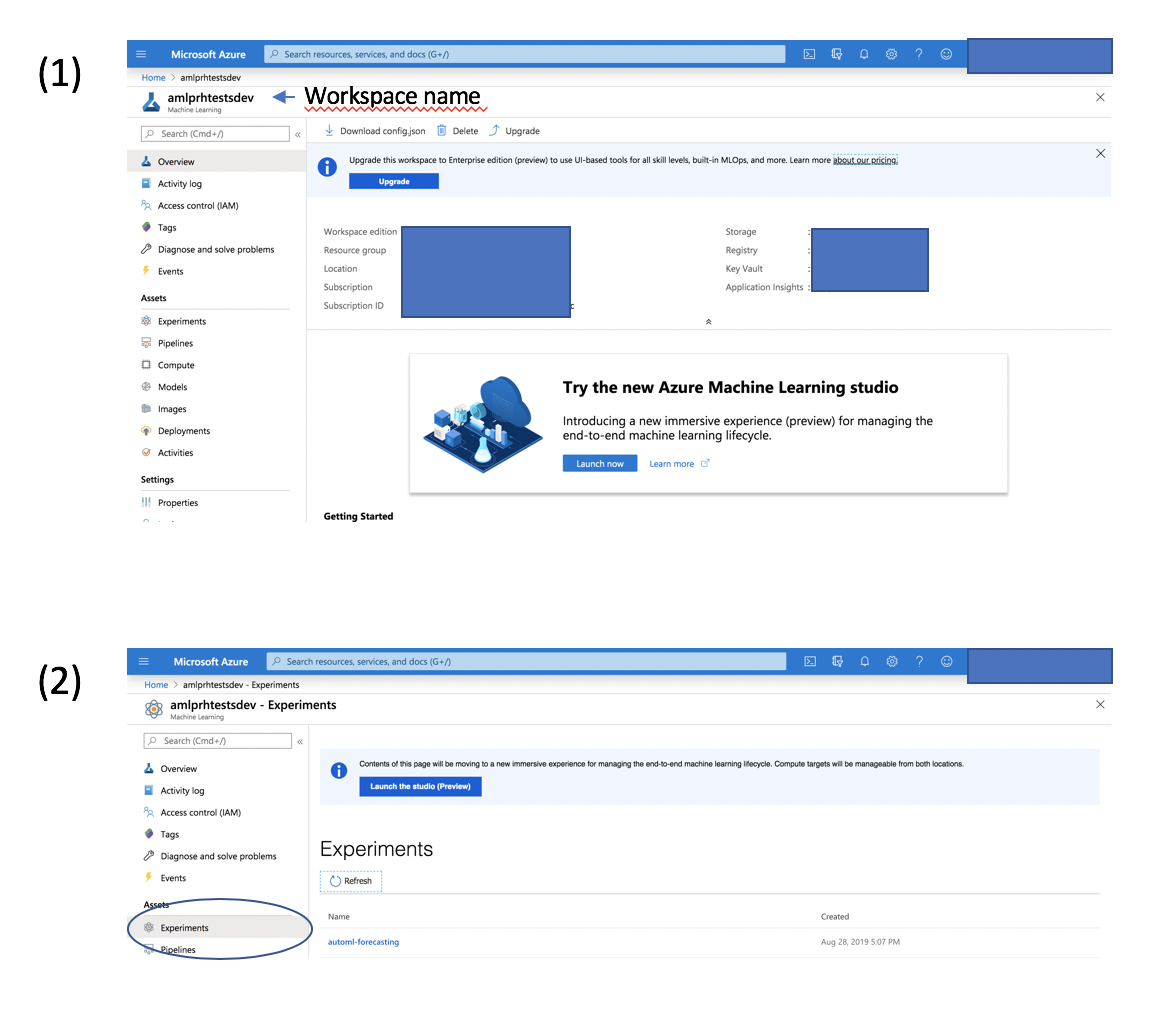 (1)
Microsoft Azure
Search resources, services, and docs (G+/)
Home > amlprhtestsdev
amlprhtestsdev
Machine Learning
Workspace name
Search (Cmd+/)
Download config.json Delete Upgrade
Overview
Activity log
Access control (IAM)
Tags
Diagnose and solve problems
Events
Assets
Experiments
Pipelines
Compute
Models
Images
Deployments
Activities
Settings
Properties
Upgrade this workspace to Enterprise edition (preview) to use UI-based tools for all skill levels, built-in MLOps, and more. Learn more about our pricing.
Upgrade
Workspace edition
Resource group
Location
Subscription
Subscription ID
Storage :
Registry :
Key Vault :
Application Insights :
Try the new Azure Machine Learning studio
Introducing a new immersive experience (preview) for managing the
end-to-end machine learning lifecycle.
Launch now Learn more
Getting Started
(2)
Microsoft Azure
Search resources, services, and docs (G+/)
Home > amlprhtestsdev - Experiments
amlprhtestsdev - Experiments
Machine Learning
Search (Cmd+/)
Overview
Activity log
Access control (IAM)
Tags
Diagnose and solve problems
Events
Assets
Experiments
Pipelines
Contents of this page will be moving to a new immersive experience for managing the end-to-end machine learning lifecycle. Compute targets will be manageable from both locations.
Launch the studio (Preview)
Experiments
Refresh
Name Created
automl-forecasting Aug 28, 2019 5:07 PM